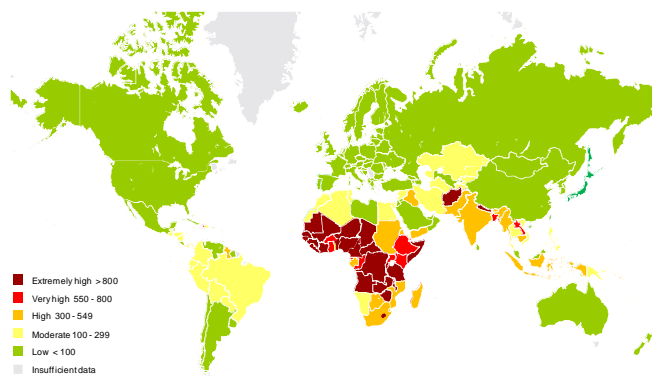 Extremely high >800
Very high 550 - 800
High 300 - 549
Moderate 100 - 299
Low < 100
Insufficient data